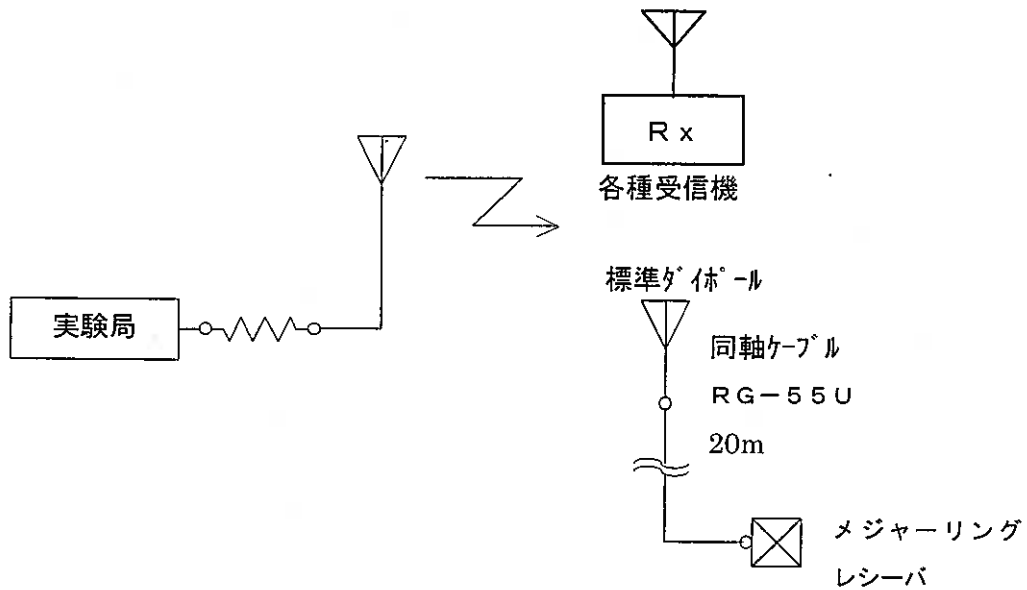 Ｒｘ
各種受信機
実験局
標準ﾀﾞｲﾎﾟｰﾙ
同軸ｹｰﾌﾞﾙ
ＲＧ－５５Ｕ
20m
メジャーリング
レシーバ